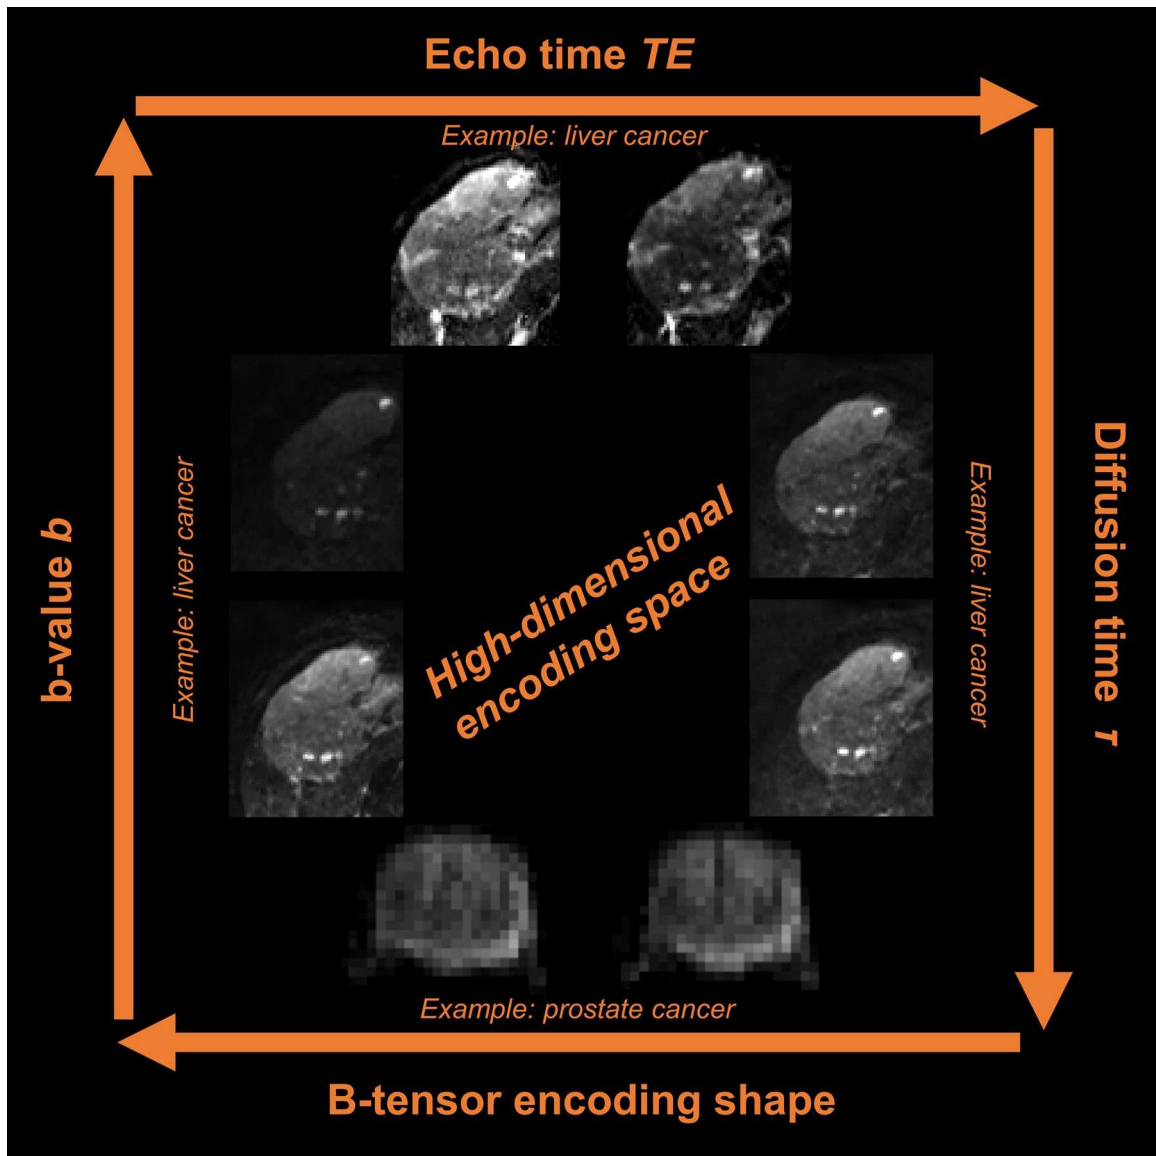 Echo time TE
Example: liver cancer
b-value b
Example: liver cancer
High-dimensional
encoding space
Example: liver cancer
Diffusion time τ
Example: prostate cancer
B-tensor encoding shape